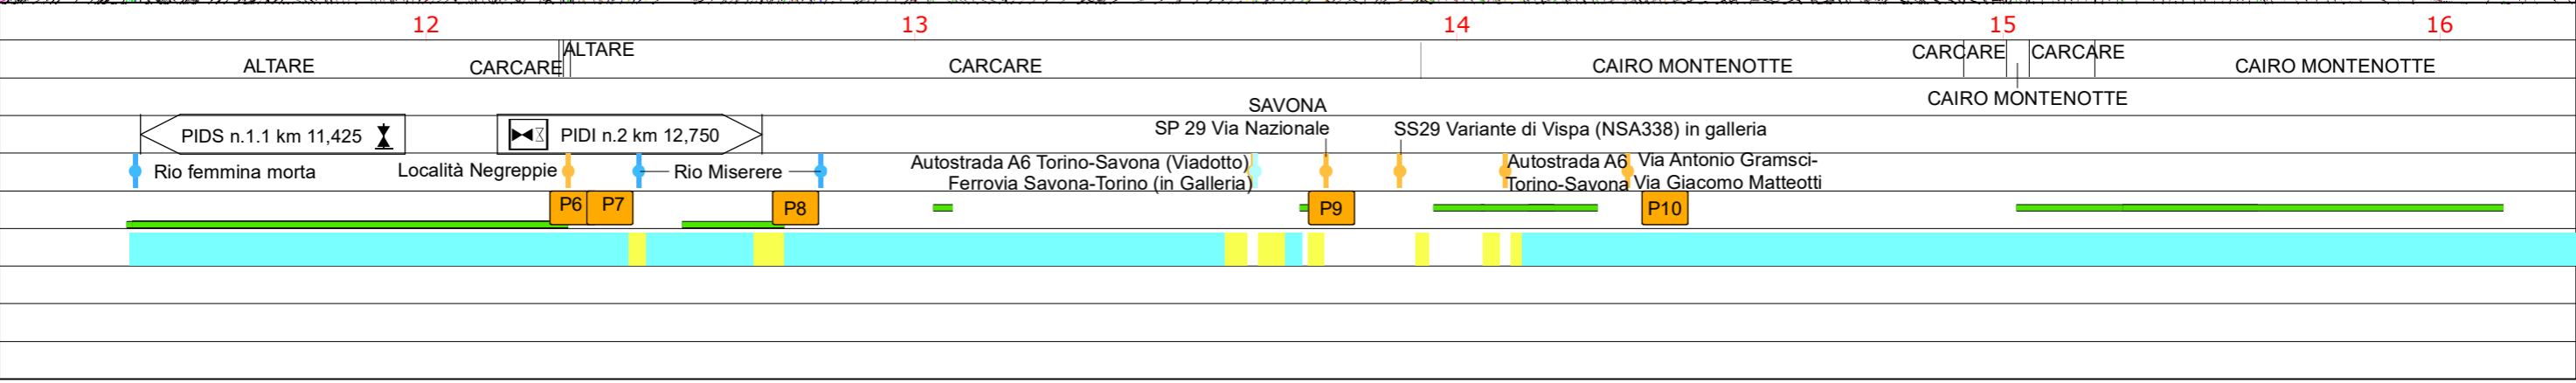 12 13 14 15 16
ALTARE CARCARE ALTARE CARCARE CAIRO MONTENOTTE CARCARE CARCARE CAIRO MONTENOTTE
CAIRO MONTENOTTE
SAVONA
PIDS n.1.1 km 11,425 PIDI n.2 km 12,750 SP 29 Via Nazionale SS29 Variante di Vispa (NSA338) in galleria
Rio femmina morta Località Negreppie Rio Miserere
Autostrada A6 Torino-Savona (Viadotto)
Ferrovia Savona-Torino (in Galleria)
Autostrada A6
Torino-Savona
Via Antonio Gramsci-
Via Giacomo Matteotti
P6 P7 P8 P9 P10